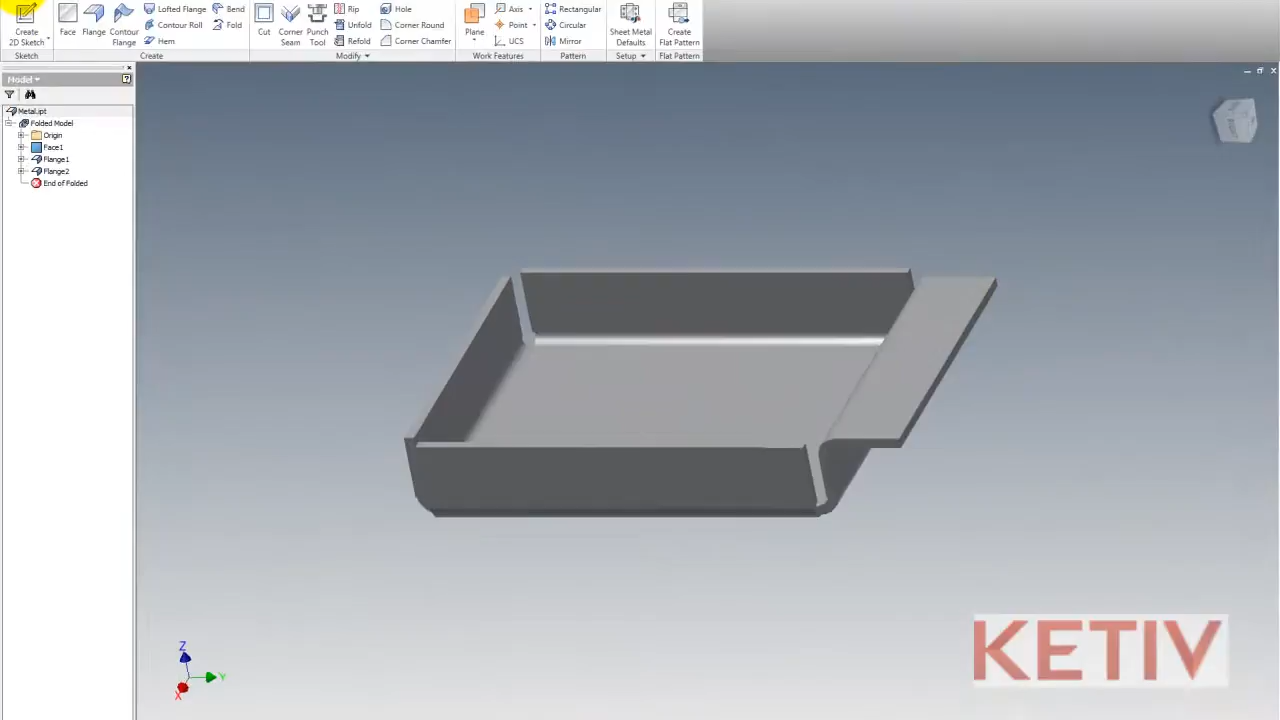 Create
2D Sketch
Face
Flange
Contour
Flange
Lofted Flange
Contour Roll
Hem
Bend
Fold
Cut
Corner
Seam
Punch
Tool
Rip
Unfold
Refold
Hole
Corner Round
Corner Chamfer
Plane
Axis
Point
UCS
Rectangular
Circular
Mirror
Sheet Metal
Defaults
Create
Flat Pattern
Sketch
Create
Modify
Work Features
Pattern
Setup
Flat Pattern
Model
Metal.ipt
Folded Model
Origin
Face1
Flange1
Flange2
End of Folded
Z
Y
X
KETIV